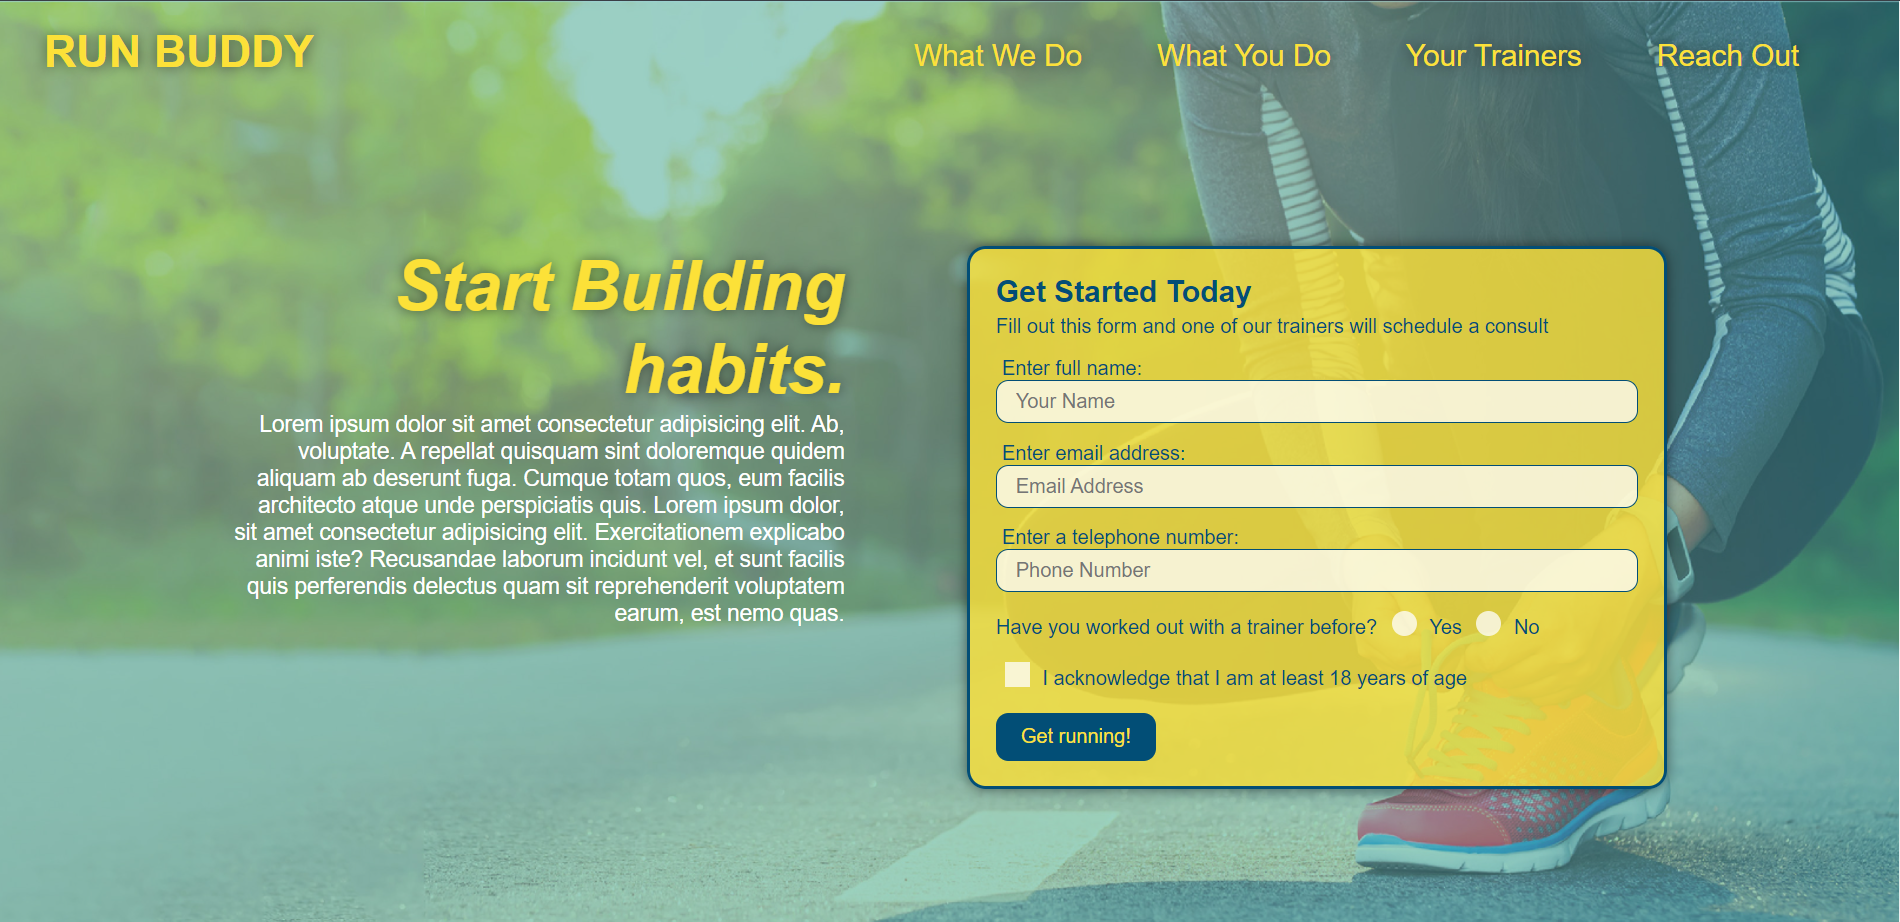 RUN BUDDY
What We Do
What You Do
Your Trainers
Reach Out
Start Building
habits.
Lorem ipsum dolor sit amet consectetur adipisicing elit. Ab,
voluptate. A repellat quisquam sint doloremque quidem
aliquam ab deserunt fuga. Cumque totam quos, eum facilis
architecto atque unde perspiciatis quis. Lorem ipsum dolor,
sit amet consectetur adipisicing elit. Exercitationem explicabo
animi iste? Recusandae laborum incidunt vel, et sunt facilis
quis perferendis delectus quam sit reprehenderit voluptatem
earum, est nemo quas.
Get Started Today
Fill out this form and one of our trainers will schedule a consult
Enter full name:
Your Name
Enter email address:
Email Address
Enter a telephone number:
Phone Number
Have you worked out with a trainer before? Yes No
I acknowledge that I am at least 18 years of age
Get running!